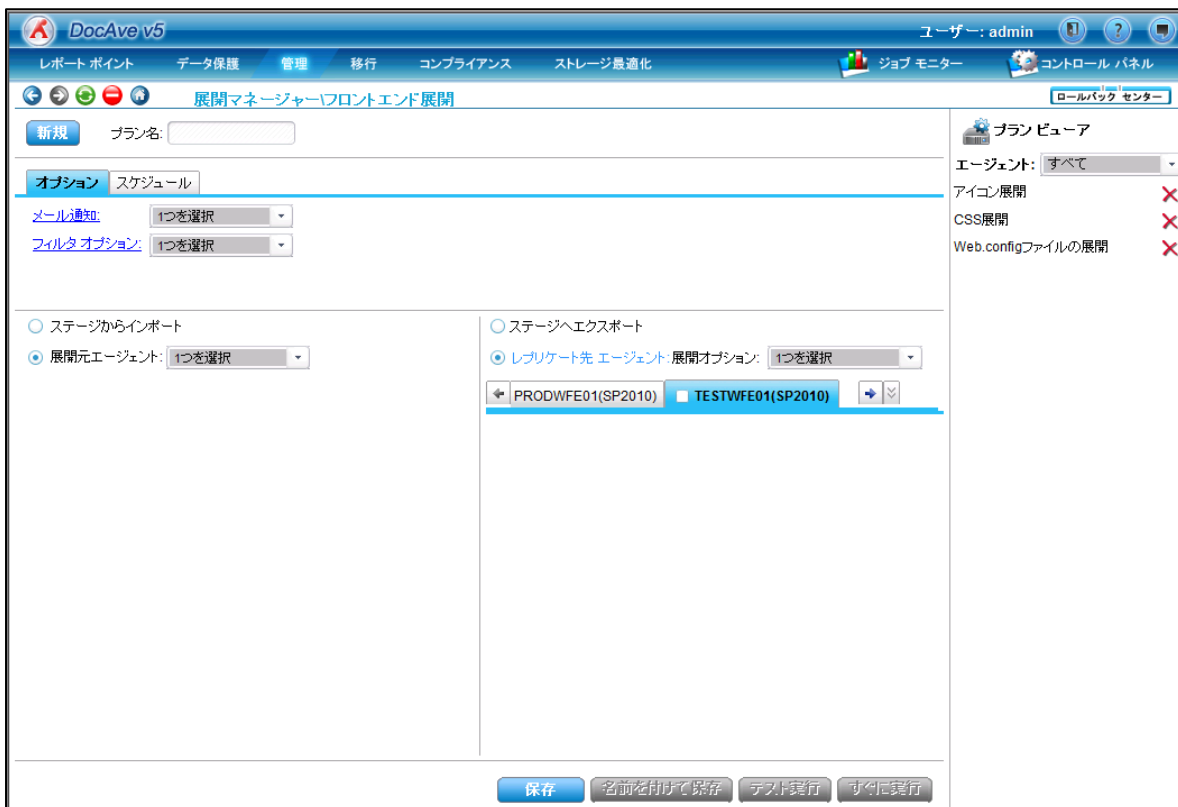 DocAve v5 ユーザー: admin
レポート ポイント データ保護 管理 移行 コンプライアンス ストレージ最適化 ジョブ モニター コントロール パネル
展開マネージャー\フロントエンド展開 ロールバック センター
新規 プラン名:
オプション スケジュール
メール通知: 1つを選択
フィルタ オプション: 1つを選択
ステージからインポート
展開元エージェント: 1つを選択
ステージへエクスポート
レプリケート先 エージェント:展開オプション: 1つを選択
PRODWFE01(SP2010) TESTWFE01(SP2010)
保存 名前を付けて保存 テスト実行 すぐに実行
プラン ビューア
エージェント: すべて
アイコン展開
CSS展開
Web.configファイルの展開